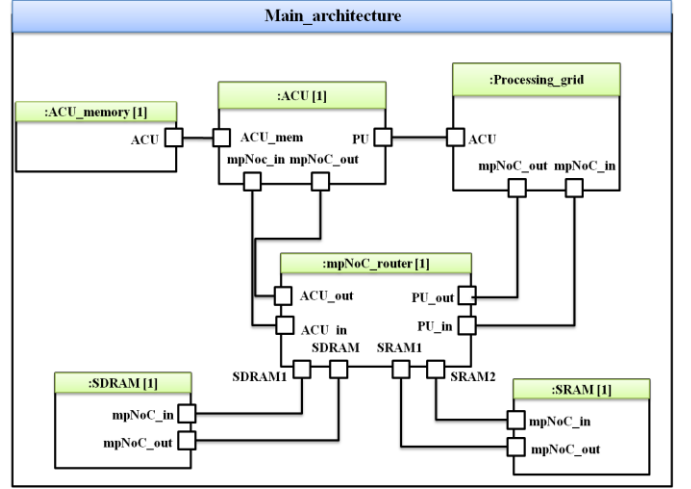 Main_architecture
:ACU_memory [1]
ACU
:ACU [1]
ACU_mem
PU
mpNoc_in mpNoC_out
:Processing_grid
ACU
mpNoC_out mpNoC_in
:mpNoC_router [1]
ACU_out
PU_out
ACU_in
PU_in
SDRAM SRAM1
SDRAM1
SRAM2
:SDRAM [1]
mpNoC_in
mpNoC_out
:SRAM [1]
mpNoC_in
mpNoC_out